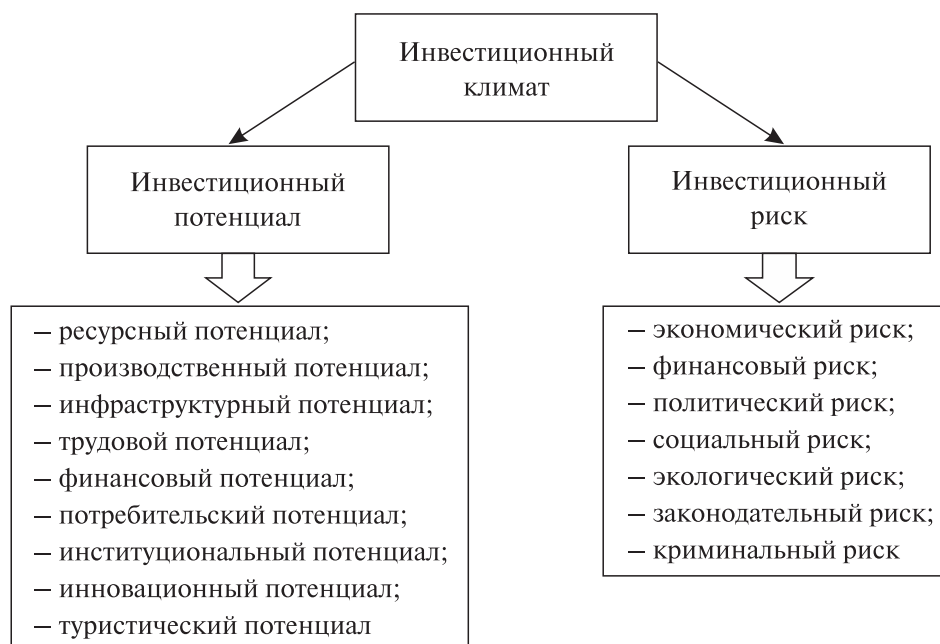 Инвестиционный
климат
Инвестиционный
потенциал
Инвестиционный
риск
– ресурсный потенциал;
– производственный потенциал;
– инфраструктурный потенциал;
– трудовой потенциал;
– финансовый потенциал;
– потребительский потенциал;
– институциональный потенциал;
– инновационный потенциал;
– туристический потенциал
– экономический риск;
– финансовый риск;
– политический риск;
– социальный риск;
– экологический риск;
– законодательный риск;
– криминальный риск